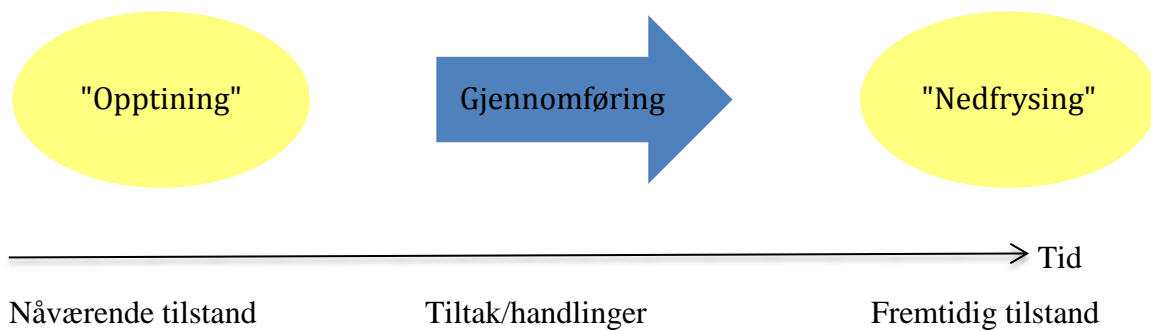 "Opptining"
Gjennomføring
"Nedfrysing"
Tid
Nåværende tilstand
Tiltak/handlinger
Fremtidig tilstand